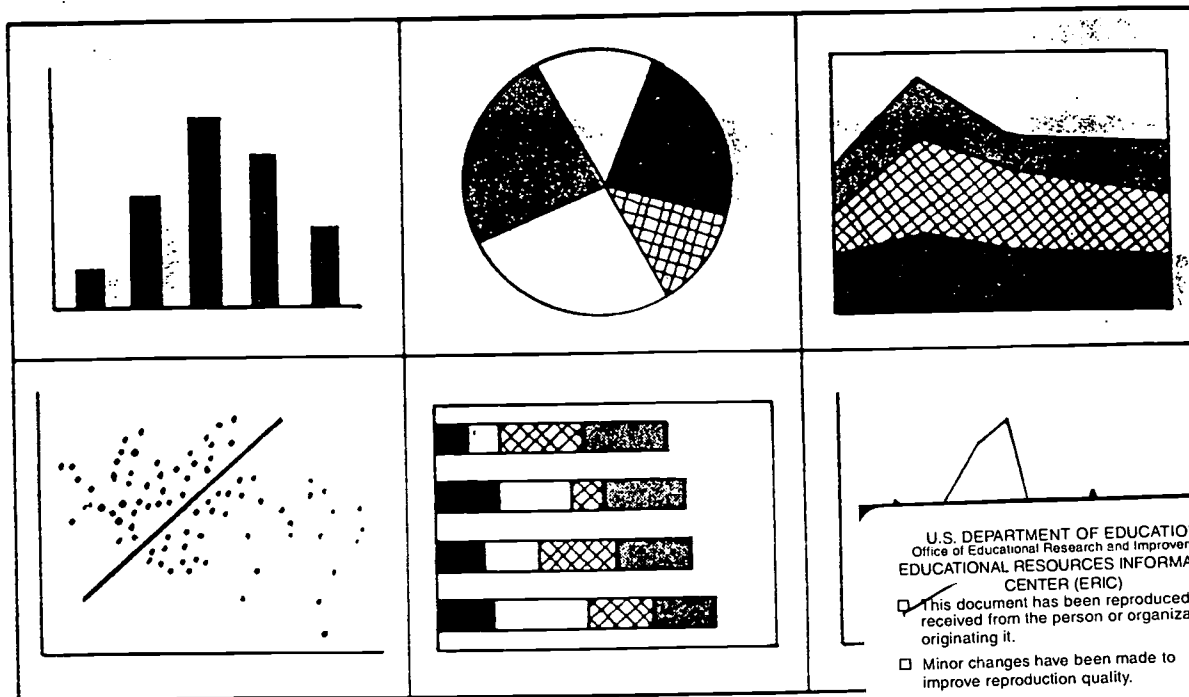 U.S. DEPARTMENT OF EDUCATIO
Office of Educational Research and Improver
EDUCATIONAL RESOURCES INFORMA
CENTER (ERIC)
☐ This document has been reproduced
received from the person or organiza
originating it.
☐ Minor changes have been made to
improve reproduction quality.